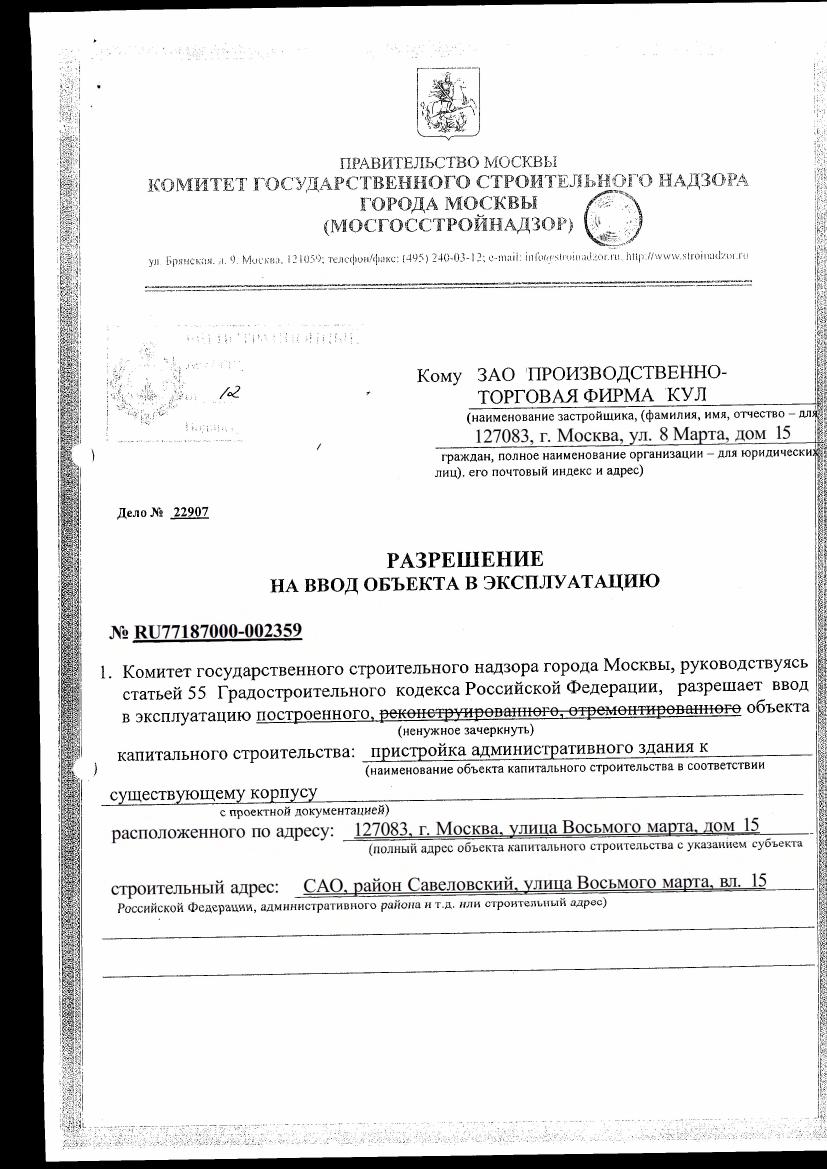 ПРАВИТЕЛЬСТВО МОСКВЫ
КОМИТЕТ ГОСУДАРСТВЕННОГО СТРОИТЕЛЬНОГО НАДЗОРА
ГОРОДА МОСКВЫ
(МОСГОССТРОЙНАДЗОР)
ул. Брянская, д. 9, Москва, 121059; телефон/факс: (495) 240-03-12; e-mail: info@stroinadzor.ru, http://www.stroinadzor.ru
12
Кому ЗАО ПРОИЗВОДСТВЕННО-
ТОРГОВАЯ ФИРМА КУЛ
(наименование застройщика, (фамилия, имя, отчество – для
127083, г. Москва, ул. 8 Марта, дом 15
граждан, полное наименование организации – для юридических
лиц), его почтовый индекс и адрес)
Дело № 22907
РАЗРЕШЕНИЕ
НА ВВОД ОБЪЕКТА В ЭКСПЛУАТАЦИЮ
№ RU77187000-002359
1. Комитет государственного строительного надзора города Москвы, руководствуясь
статьей 55 Градостроительного кодекса Российской Федерации, разрешает ввод
в эксплуатацию построенного, реконструированного, отремонтированного объекта
(ненужное зачеркнуть)
капитального строительства: пристройка административного здания к
(наименование объекта капитального строительства в соответствии
существующему корпусу
с проектной документацией)
расположенного по адресу: 127083, г. Москва, улица Восьмого марта, дом 15
(полный адрес объекта капитального строительства с указанием субъекта
строительный адрес: САО, район Савеловский, улица Восьмого марта, вл. 15
Российской Федерации, административного района и т.д. или строительный адрес)